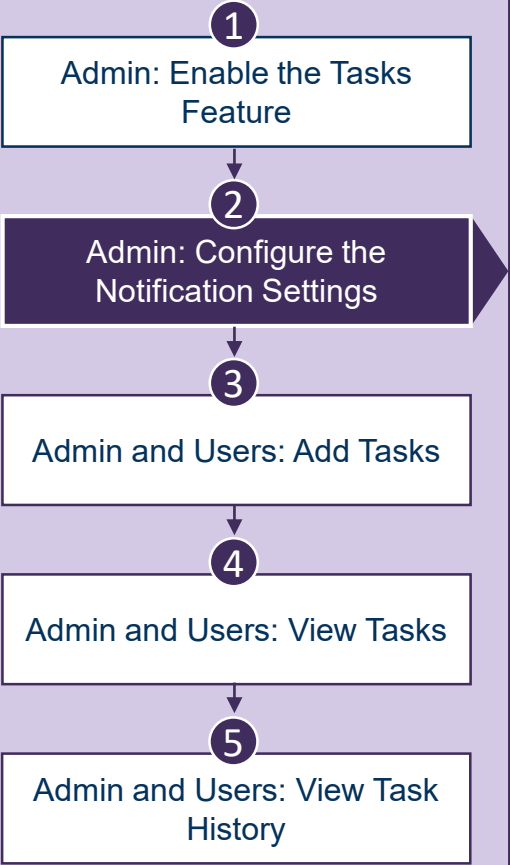 1
Admin: Enable the Tasks
Feature
2
Admin: Configure the
Notification Settings
3
Admin and Users: Add Tasks
4
Admin and Users: View Tasks
5
Admin and Users: View Task
History